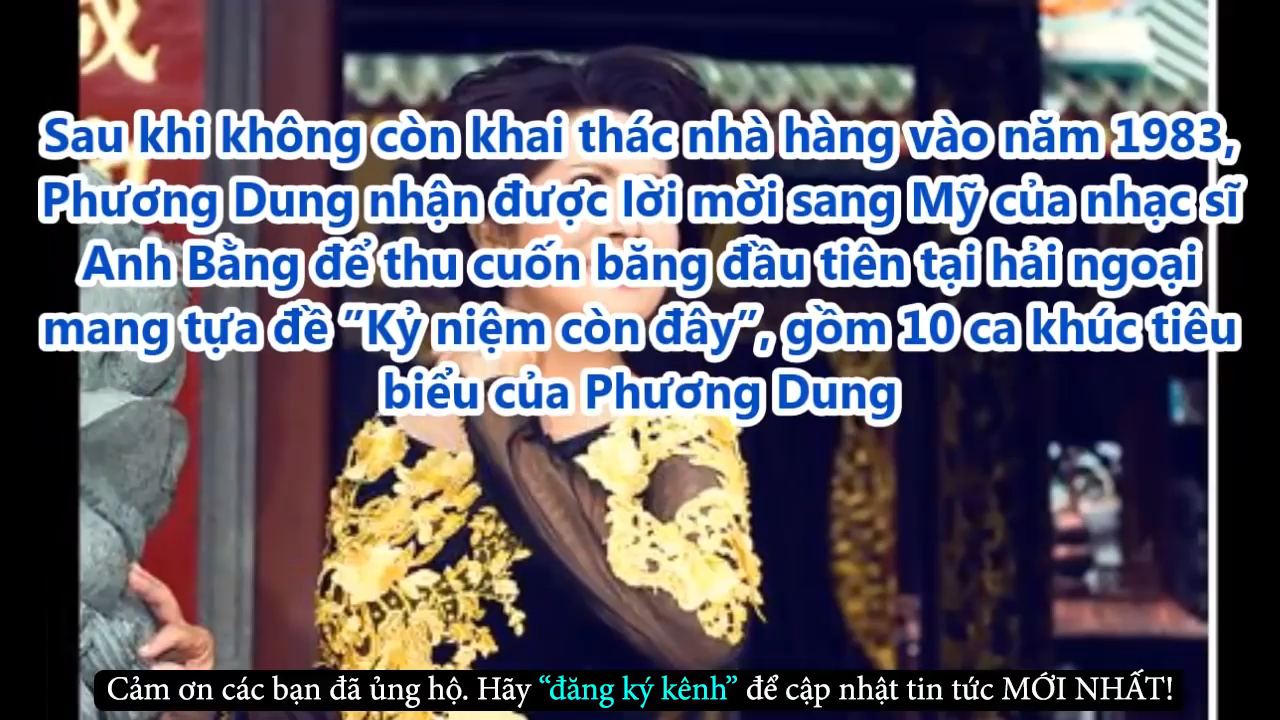 Sau khi không còn khai thác nhà hàng vào năm 1983,
Phương Dung nhận được lời mời sang Mỹ của nhạc sĩ
Anh Bằng để thu cuốn băng đầu tiên tại hải ngoại
mang tựa đề ”Kỷ niệm còn đây”, gồm 10 ca khúc tiêu
biểu của Phương Dung
Cảm ơn các bạn đã ủng hộ. Hãy “đăng ký kênh” để cập nhật tin tức MỚI NHẤT!